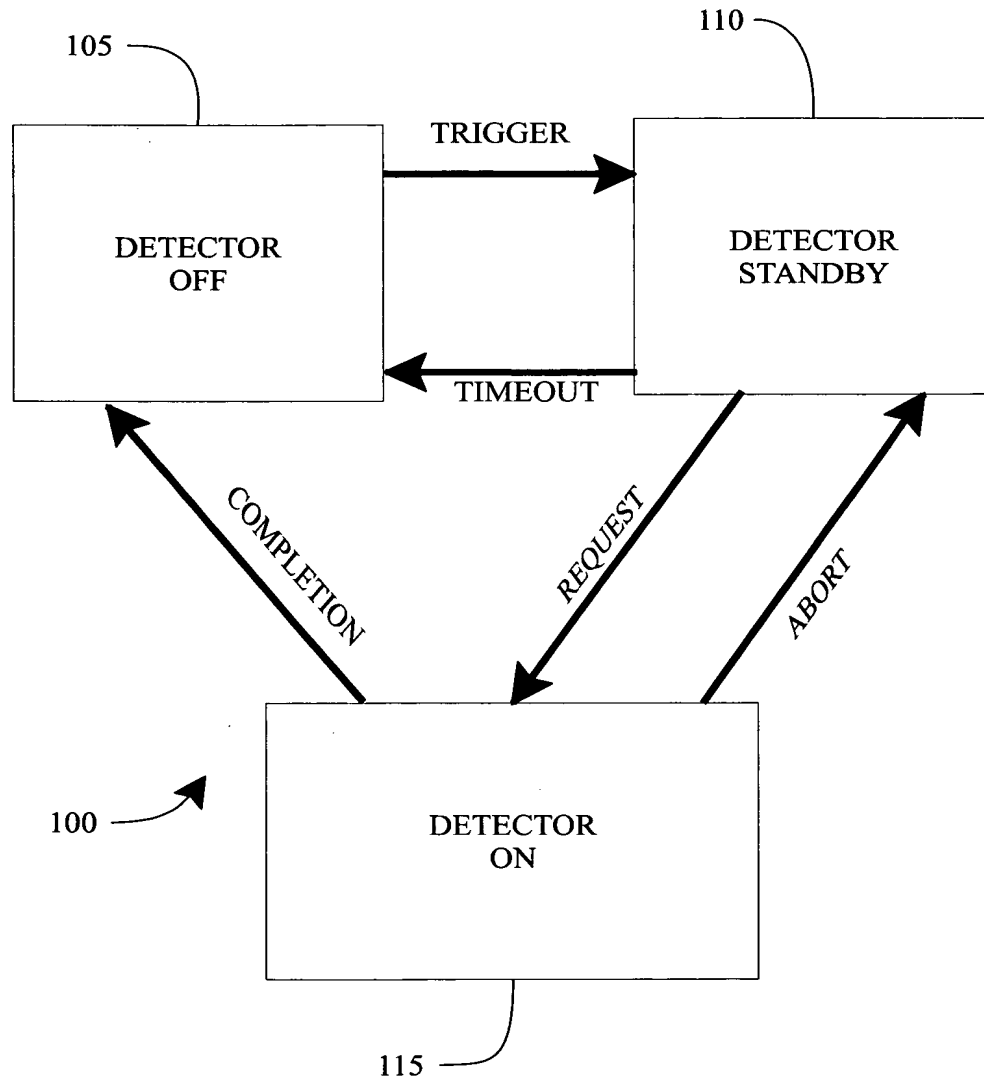 105
110
TRIGGER
DETECTOR
OFF
DETECTOR
STANDBY
TIMEOUT
COMPLETION
REQUEST
ABORT
100
DETECTOR
ON
115